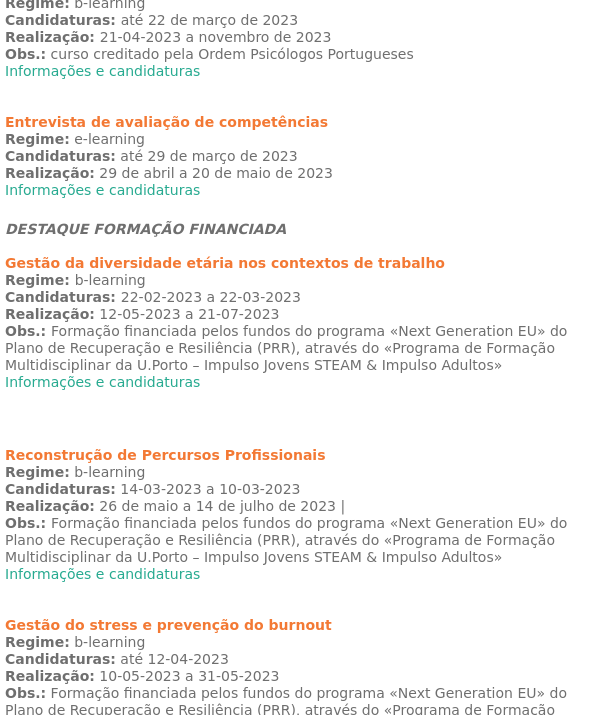 Regime: b-learning
Candidaturas: até 22 de março de 2023
Realização: 21-04-2023 a novembro de 2023
Obs.: curso creditado pela Ordem Psicólogos Portugueses
Informações e candidaturas
Entrevista de avaliação de competências
Regime: e-learning
Candidaturas: até 29 de março de 2023
Realização: 29 de abril a 20 de maio de 2023
Informações e candidaturas
DESTAQUE FORMAÇÃO FINANCIADA
Gestão da diversidade etária nos contextos de trabalho
Regime: b-learning
Candidaturas: 22-02-2023 a 22-03-2023
Realização: 12-05-2023 a 21-07-2023
Obs.: Formação financiada pelos fundos do programa «Next Generation EU» do
Plano de Recuperação e Resiliência (PRR), através do «Programa de Formação
Multidisciplinar da U.Porto – Impulso Jovens STEAM & Impulso Adultos»
Informações e candidaturas
Reconstrução de Percursos Profissionais
Regime: b-learning
Candidaturas: 14-03-2023 a 10-03-2023
Realização: 26 de maio a 14 de julho de 2023 |
Obs.: Formação financiada pelos fundos do programa «Next Generation EU» do
Plano de Recuperação e Resiliência (PRR), através do «Programa de Formação
Multidisciplinar da U.Porto – Impulso Jovens STEAM & Impulso Adultos»
Informações e candidaturas
Gestão do stress e prevenção do burnout
Regime: b-learning
Candidaturas: até 12-04-2023
Realização: 10-05-2023 a 31-05-2023
Obs.: Formação financiada pelos fundos do programa «Next Generation EU» do
Plano de Recuperação e Resiliência (PRR), através do «Programa de Formação